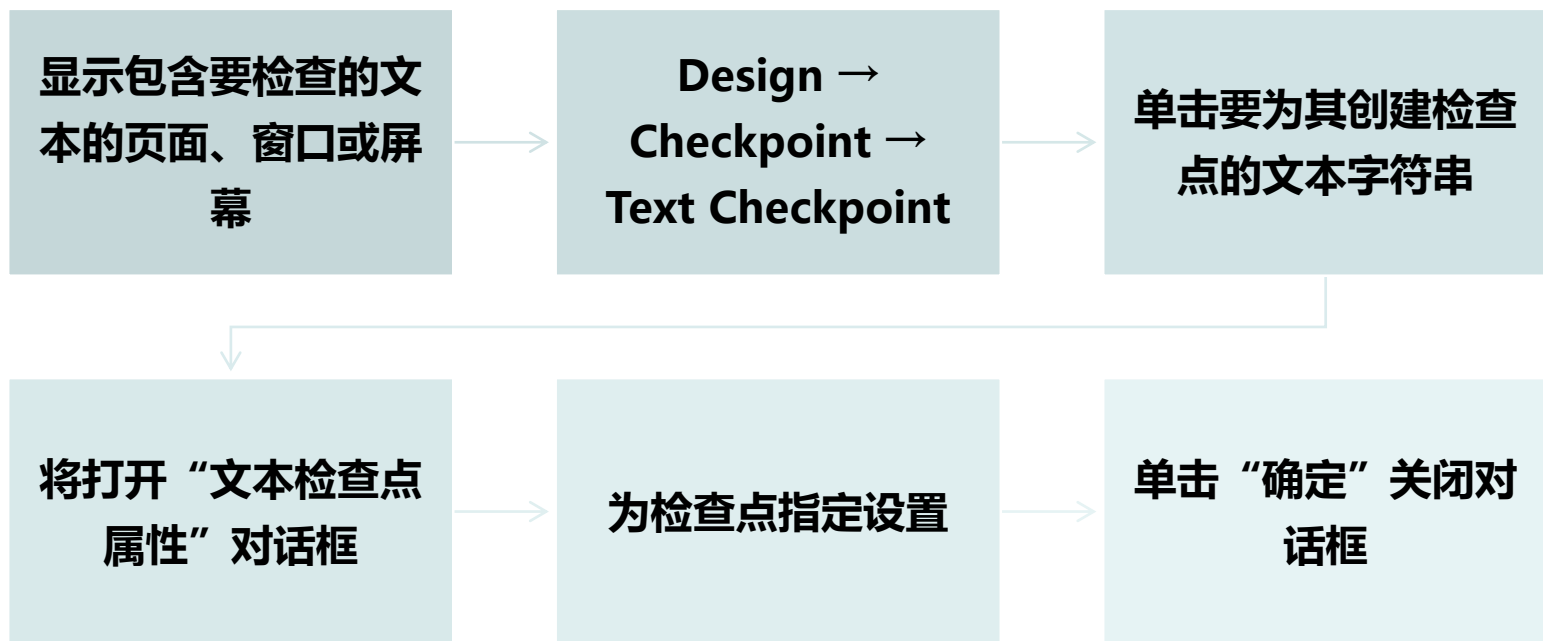 显示包含要检查的文
本的页面、窗口或屏
幕
Design →
Checkpoint →
Text Checkpoint
单击要为其创建检查
点的文本字符串
将打开“文本检查点
属性”对话框
为检查点指定设置
单击“确定”关闭对
话框